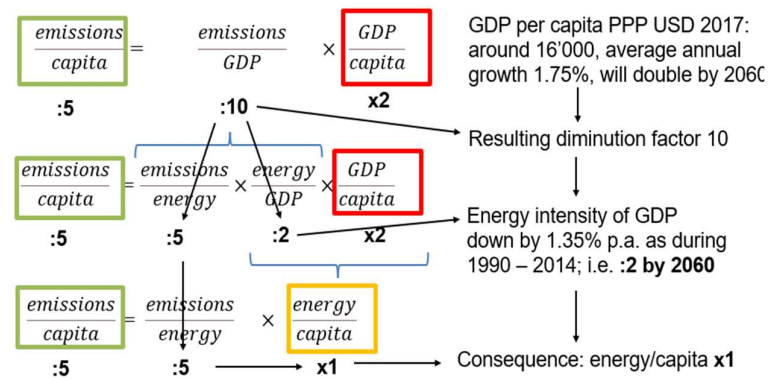 emissions/capita = emissions/GDP × GDP/capita
:5 :10 x2
GDP per capita PPP USD 2017:
around 16'000, average annual
growth 1.75%, will double by 2060
Resulting diminution factor 10
emissions/capita = emissions/energy × energy/GDP × GDP/capita
:5 :5 :2 x2
Energy intensity of GDP
down by 1.35% p.a. as during
1990 – 2014; i.e. :2 by 2060
emissions/capita = emissions/energy × energy/capita
:5 :5 x1
Consequence: energy/capita x1